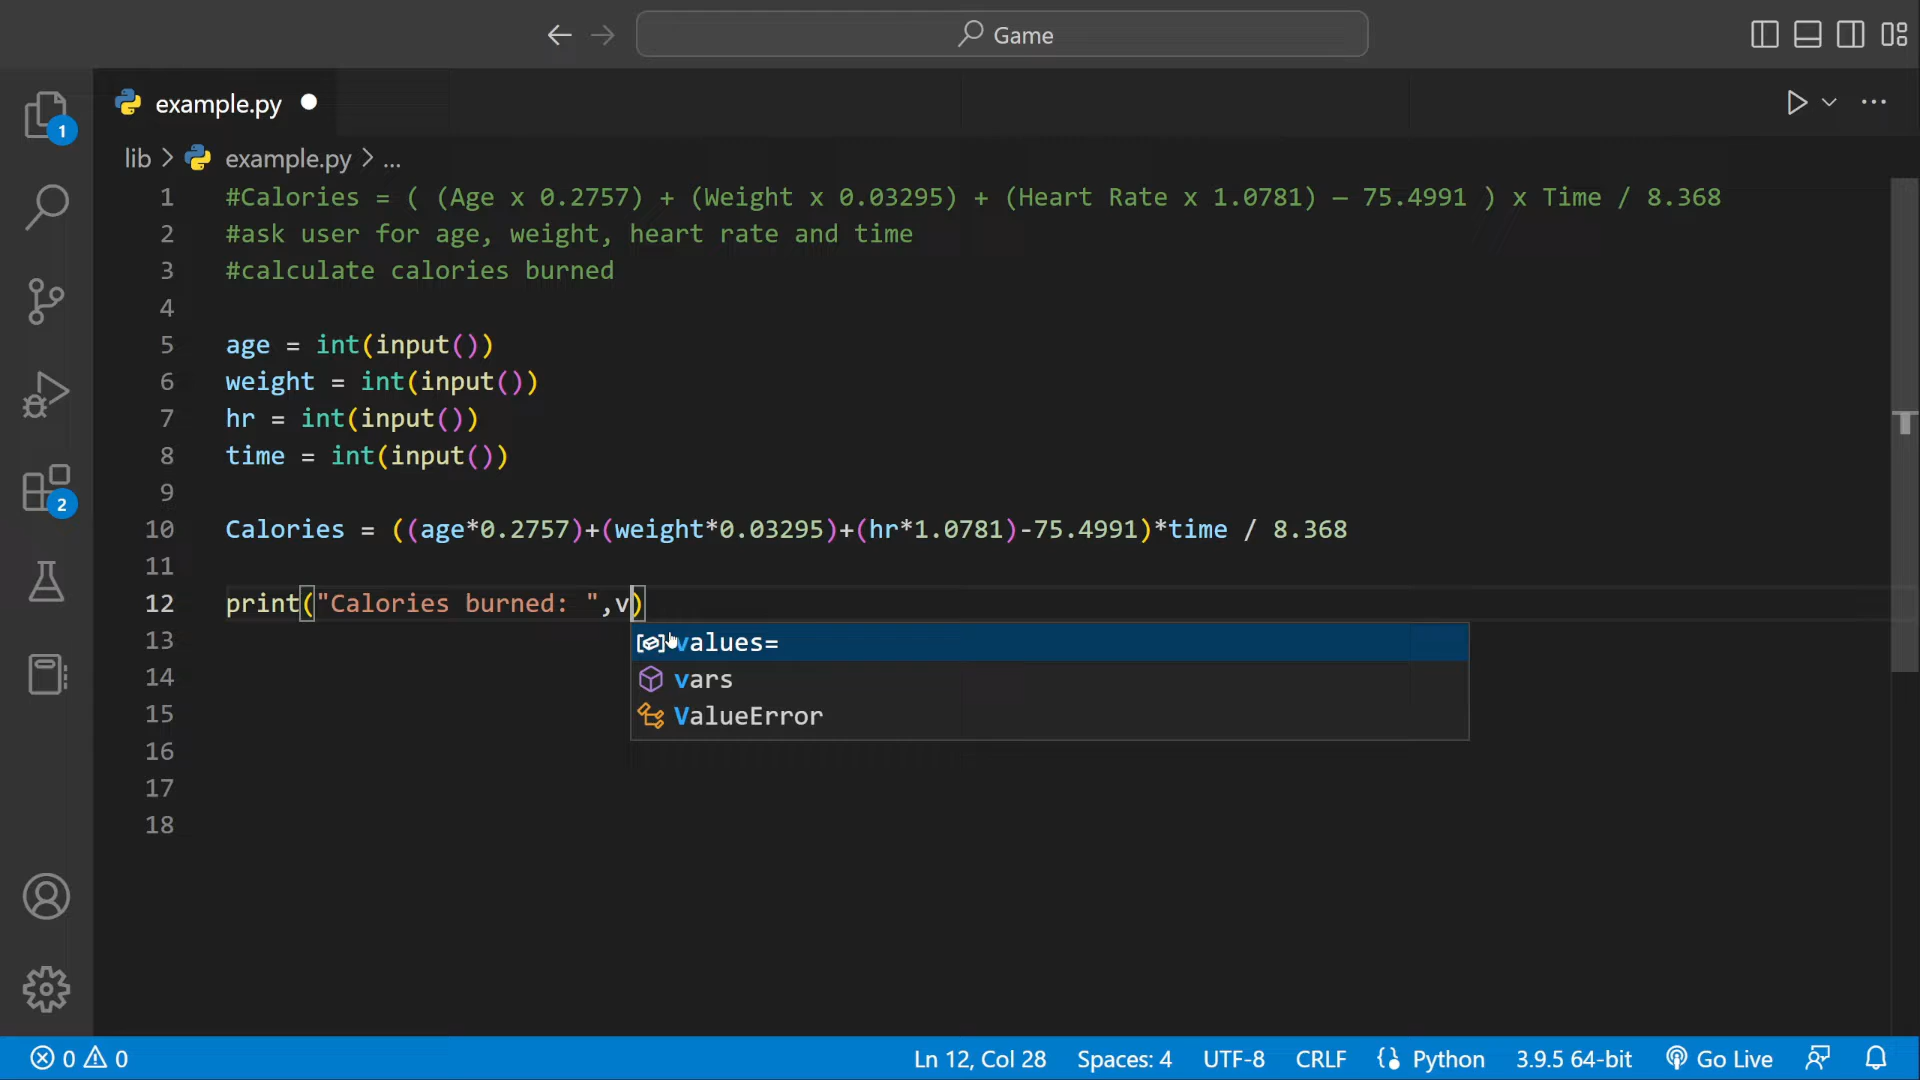 Game
example.py
1
lib > example.py > ...
1 #Calories = ( (Age x 0.2757) + (Weight x 0.03295) + (Heart Rate x 1.0781) – 75.4991 ) x Time / 8.368
2 #ask user for age, weight, heart rate and time
3 #calculate calories burned
4
5 age = int(input())
6 weight = int(input())
7 hr = int(input())
8 time = int(input())
9
2
10 Calories = ((age*0.2757)+(weight*0.03295)+(hr*1.0781)-75.4991)*time / 8.368
11
12 print("Calories burned: ",v)
13 values=
14 vars
15 ValueError
16
17
18
0 0 Ln 12, Col 28 Spaces: 4 UTF-8 CRLF Python 3.9.5 64-bit Go Live